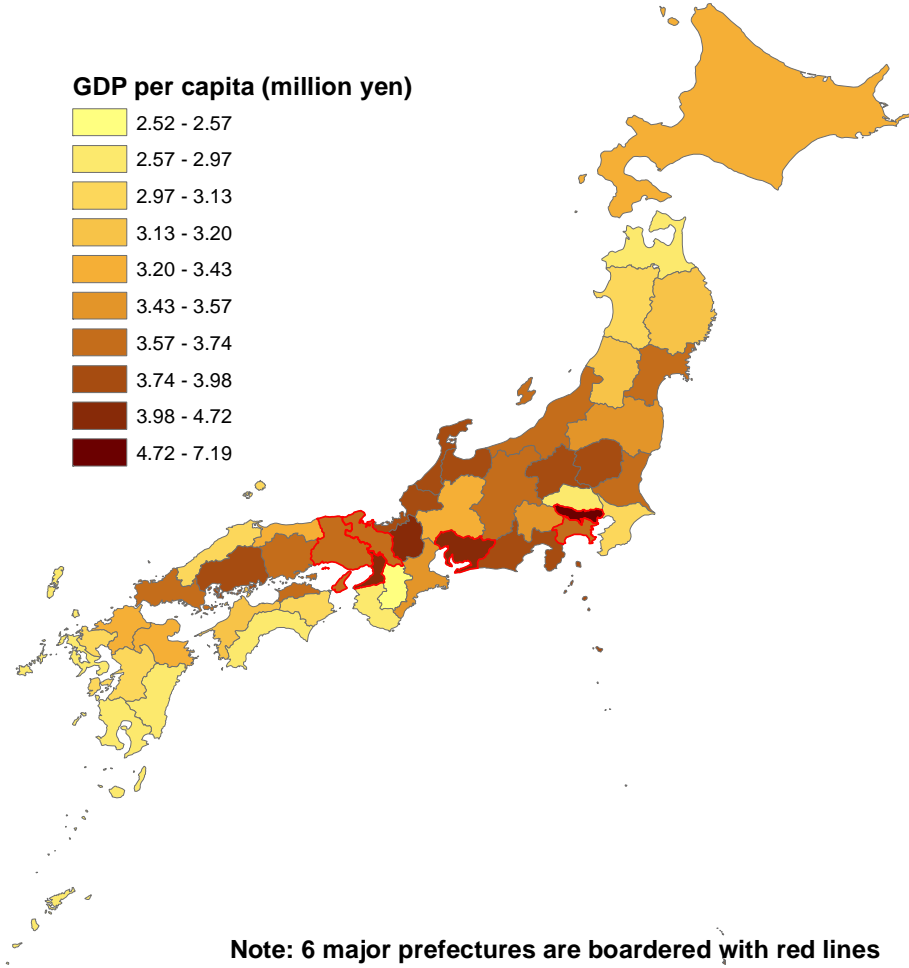 GDP per capita (million yen)
2.52 - 2.57
2.57 - 2.97
2.97 - 3.13
3.13 - 3.20
3.20 - 3.43
3.43 - 3.57
3.57 - 3.74
3.74 - 3.98
3.98 - 4.72
4.72 - 7.19
Note: 6 major prefectures are boardered with red lines